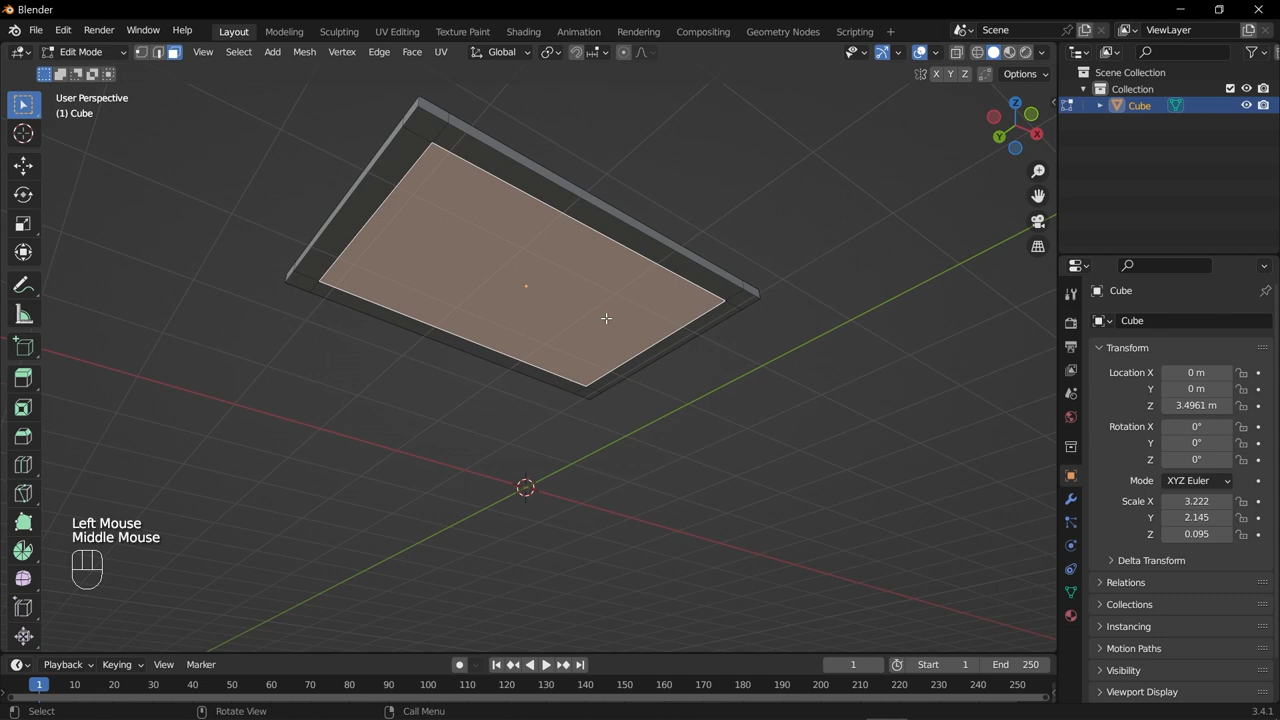 Blender
File Edit Render Window Help Layout Modeling Sculpting UV Editing Texture Paint Shading Animation Rendering Compositing Geometry Nodes Scripting + Scene ViewLayer
Edit Mode View Select Add Mesh Vertex Edge Face UV Global
X Y Z Options
User Perspective
(1) Cube
Z
Y
X
Left Mouse
Middle Mouse
Scene Collection
Collection
Cube
Cube
Cube
Transform
Location X 0 m
Y 0 m
Z 3.4961 m
Rotation X 0°
Y 0°
Z 0°
Mode XYZ Euler
Scale X 3.222
Y 2.145
Z 0.095
Delta Transform
Relations
Collections
Instancing
Motion Paths
Visibility
Viewport Display
Playback Keying View Marker 1 Start 1 End 250
1 10 20 30 40 50 60 70 80 90 100 110 120 130 140 150 160 170 180 190 200 210 220 230 240 250
Select Rotate View Call Menu 3.4.1